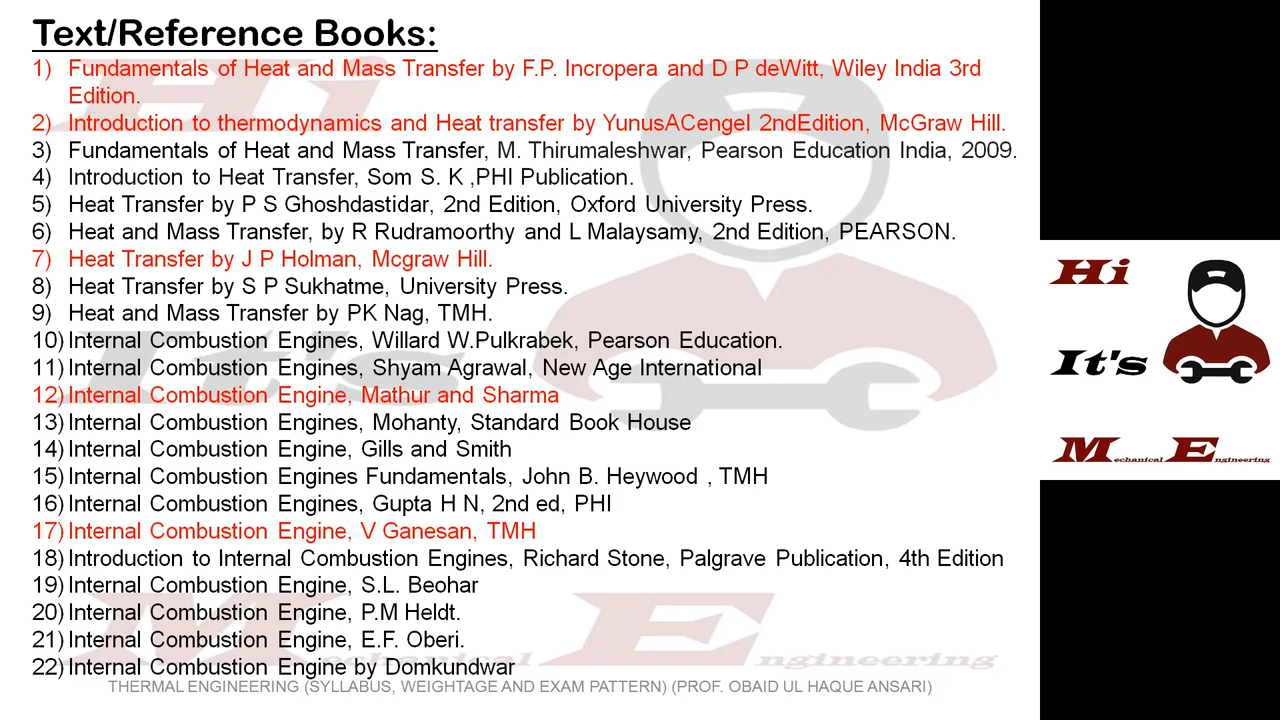 Text/Reference Books:
1) Fundamentals of Heat and Mass Transfer by F.P. Incropera and D P deWitt, Wiley India 3rd
Edition.
2) Introduction to thermodynamics and Heat transfer by YunusACengel 2ndEdition, McGraw Hill.
3) Fundamentals of Heat and Mass Transfer, M. Thirumaleshwar, Pearson Education India, 2009.
4) Introduction to Heat Transfer, Som S. K ,PHI Publication.
5) Heat Transfer by P S Ghoshdastidar, 2nd Edition, Oxford University Press.
6) Heat and Mass Transfer, by R Rudramoorthy and L Malaysamy, 2nd Edition, PEARSON.
7) Heat Transfer by J P Holman, Mcgraw Hill.
8) Heat Transfer by S P Sukhatme, University Press.
9) Heat and Mass Transfer by PK Nag, TMH.
10) Internal Combustion Engines, Willard W.Pulkrabek, Pearson Education.
11) Internal Combustion Engines, Shyam Agrawal, New Age International
12) Internal Combustion Engine, Mathur and Sharma
13) Internal Combustion Engines, Mohanty, Standard Book House
14) Internal Combustion Engine, Gills and Smith
15) Internal Combustion Engines Fundamentals, John B. Heywood , TMH
16) Internal Combustion Engines, Gupta H N, 2nd ed, PHI
17) Internal Combustion Engine, V Ganesan, TMH
18) Introduction to Internal Combustion Engines, Richard Stone, Palgrave Publication, 4th Edition
19) Internal Combustion Engine, S.L. Beohar
20) Internal Combustion Engine, P.M Heldt.
21) Internal Combustion Engine, E.F. Oberi.
22) Internal Combustion Engine by Domkundwar
THERMAL ENGINEERING (SYLLABUS, WEIGHTAGE AND EXAM PATTERN) (PROF. OBAID UL HAQUE ANSARI)
Hi
It's
Mechanical Engineering
Hi
It's
Mechanical Engineering